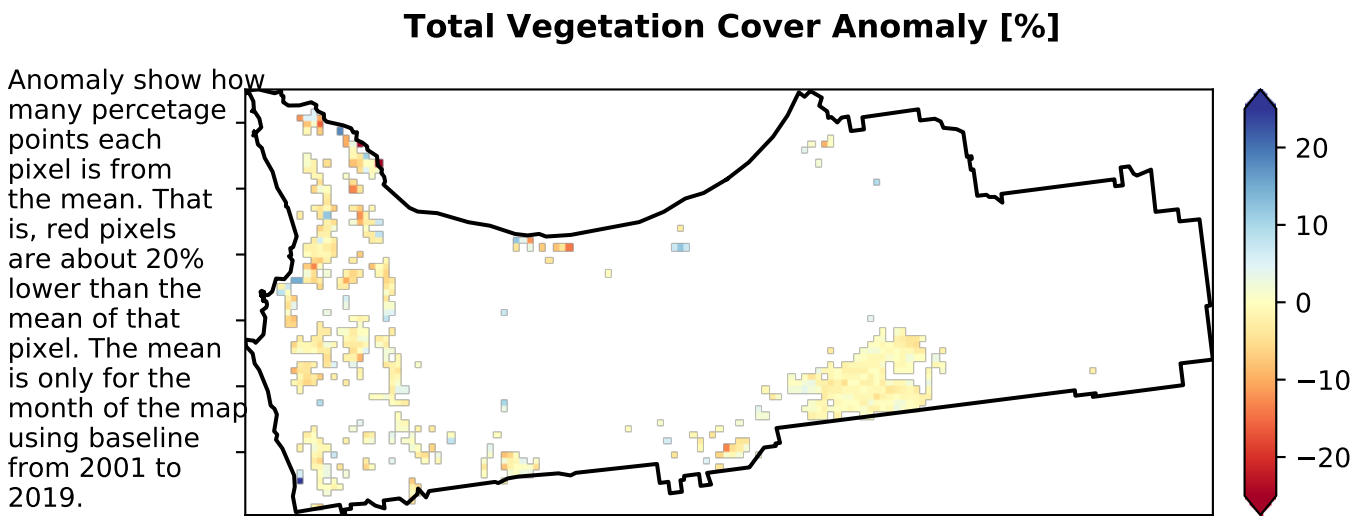 Total Vegetation Cover Anomaly [%]
Anomaly show how
many percetage
points each
pixel is from
the mean. That
is, red pixels
are about 20%
lower than the
mean of that
pixel. The mean
is only for the
month of the map
using baseline
from 2001 to
2019.
20
10
0
−10
−20